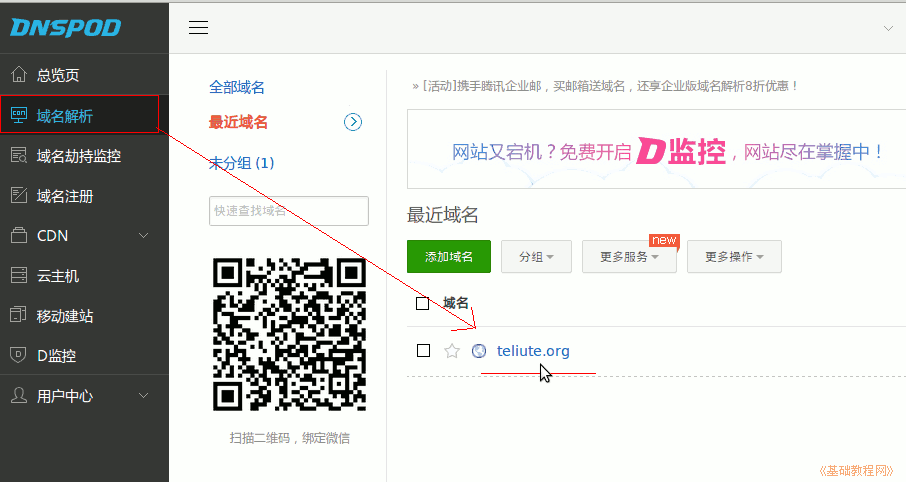 DNSPOD
总览页
域名解析
域名劫持监控
域名注册
CDN
云主机
移动建站
D监控
用户中心
全部域名
最近域名
未分组 (1)
快速查找域名
扫描二维码，绑定微信
» [活动]携手腾讯企业邮，买邮箱送域名，还享企业版域名解析8折优惠！
网站又宕机？免费开启D监控，网站尽在掌握中！
最近域名
添加域名
分组
更多服务
new
更多操作
域名
teliute.org
《基础教程网》